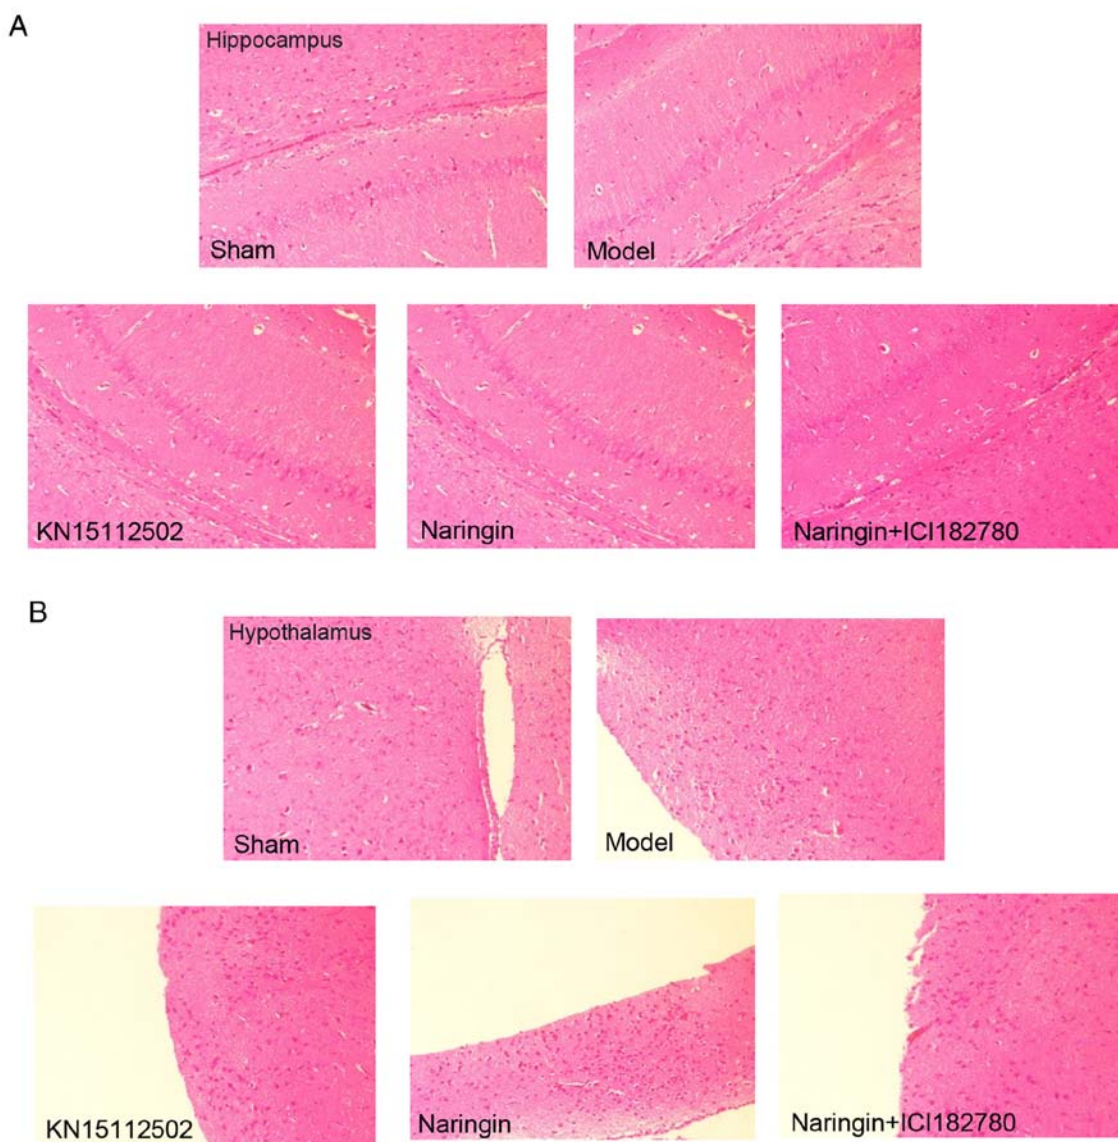 A
Hippocampus
Sham
Model
KN15112502
Naringin
Naringin+ICI182780
B
Hypothalamus
Sham
Model
KN15112502
Naringin
Naringin+ICI182780